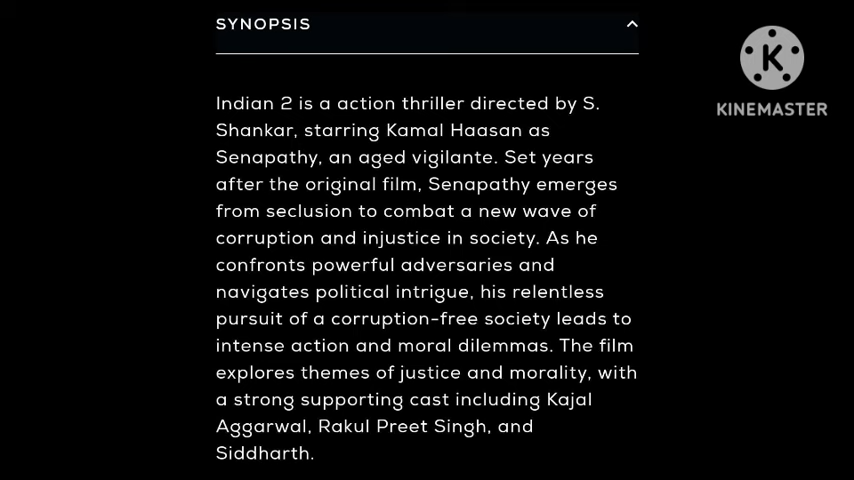 SYNOPSIS
K
KINEMASTER
Indian 2 is a action thriller directed by S.
Shankar, starring Kamal Haasan as
Senapathy, an aged vigilante. Set years
after the original film, Senapathy emerges
from seclusion to combat a new wave of
corruption and injustice in society. As he
confronts powerful adversaries and
navigates political intrigue, his relentless
pursuit of a corruption-free society leads to
intense action and moral dilemmas. The film
explores themes of justice and morality, with
a strong supporting cast including Kajal
Aggarwal, Rakul Preet Singh, and
Siddharth.